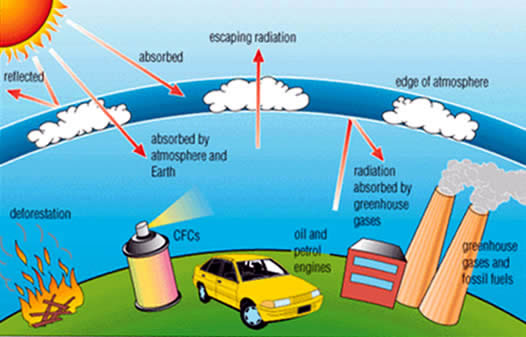 escaping radiation
absorbed
reflected
edge of atmosphere
absorbed by
atmosphere and
Earth
radiation
absorbed by
greenhouse
gases
deforestation
CFCs
oil and
petrol
engines
greenhouse
gases and
fossil fuels